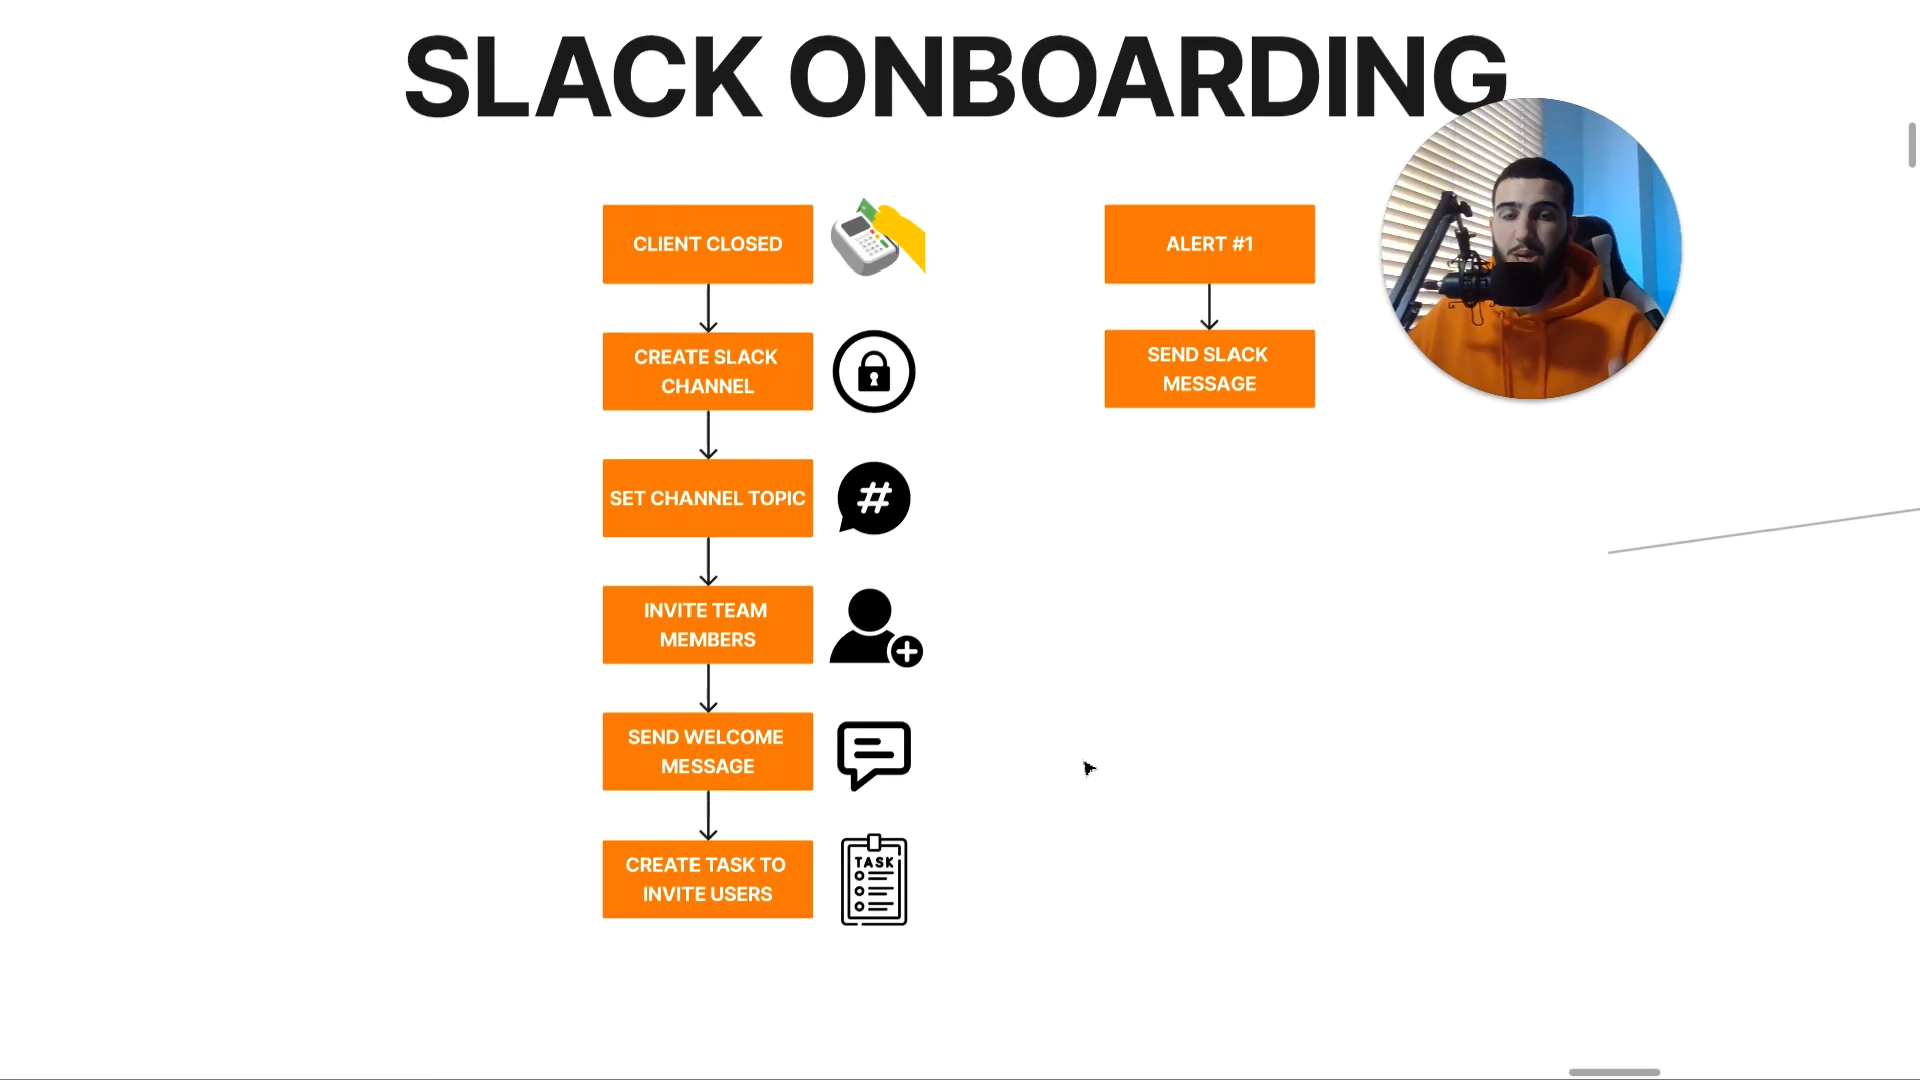 SLACK ONBOARDING
CLIENT CLOSED
CREATE SLACK
CHANNEL
SET CHANNEL TOPIC
#
INVITE TEAM
MEMBERS
SEND WELCOME
MESSAGE
CREATE TASK TO
INVITE USERS
TASK
ALERT #1
SEND SLACK
MESSAGE